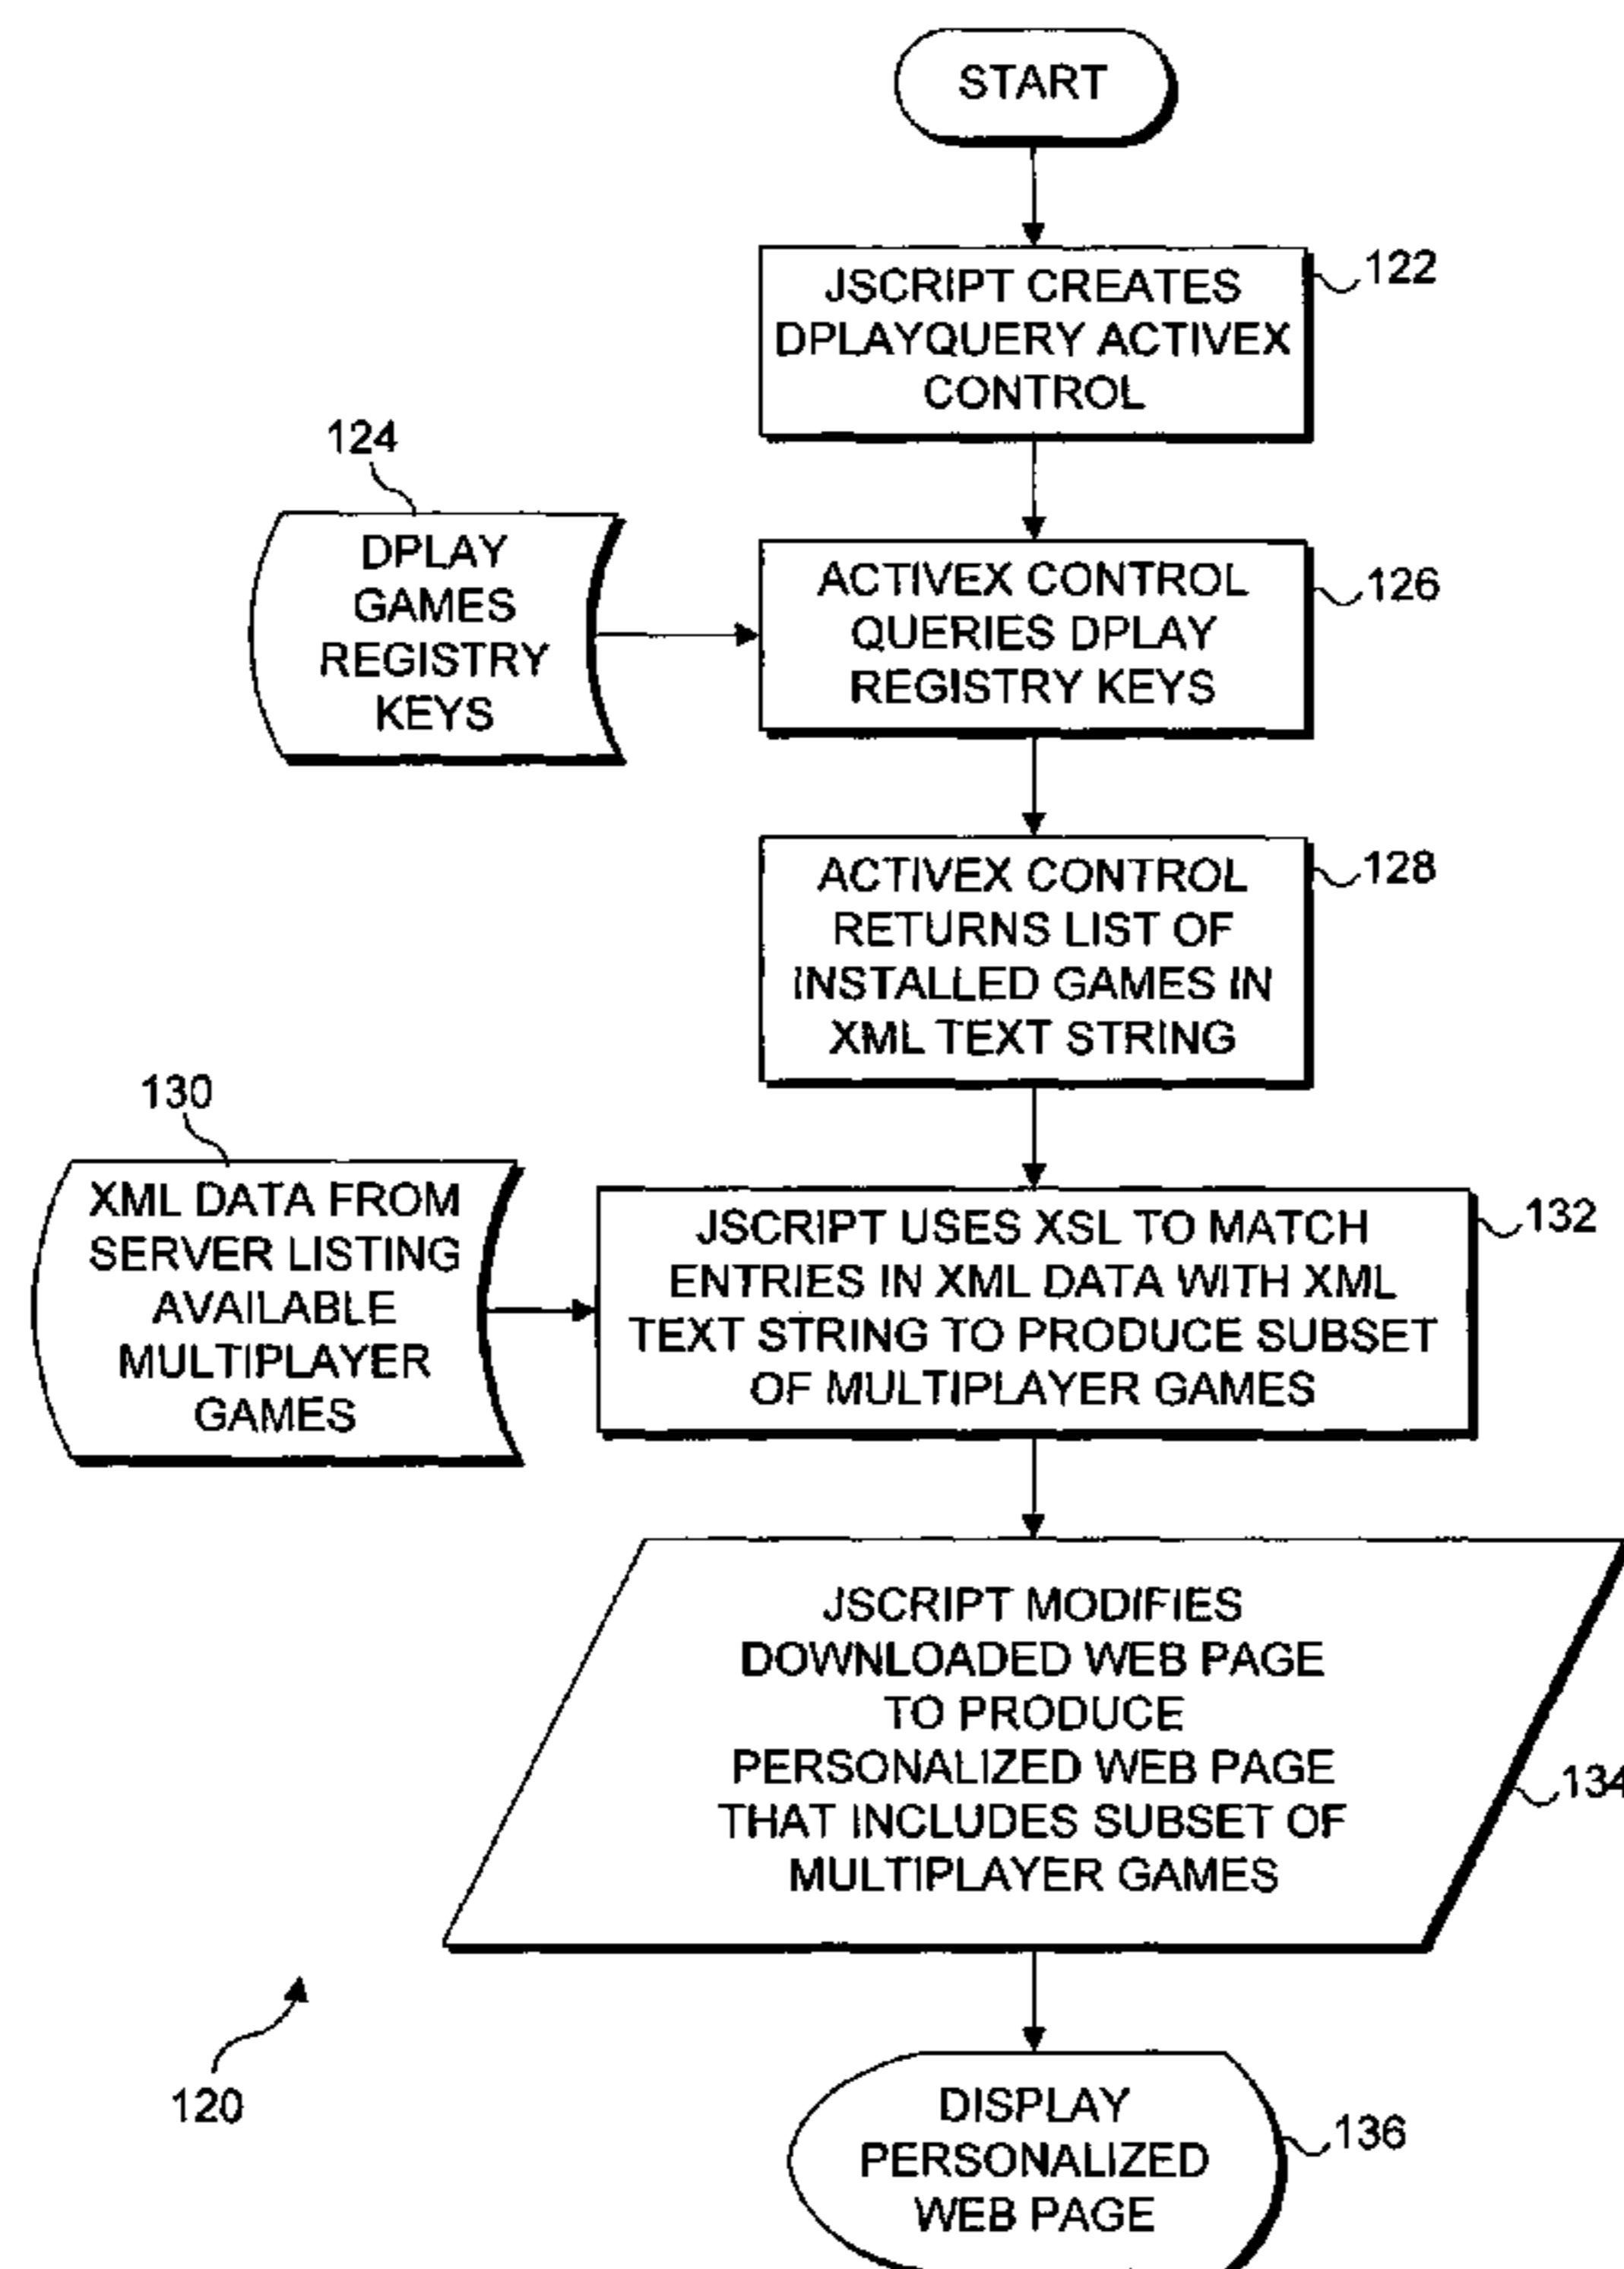 START
JSCRIPT CREATES
DPLAYQUERY ACTIVEX
CONTROL
122
124
DPLAY
GAMES
REGISTRY
KEYS
ACTIVEX CONTROL
QUERIES DPLAY
REGISTRY KEYS
126
ACTIVEX CONTROL
RETURNS LIST OF
INSTALLED GAMES IN
XML TEXT STRING
128
130
XML DATA FROM
SERVER LISTING
AVAILABLE
MULTIPLAYER
GAMES
JSCRIPT USES XSL TO MATCH
ENTRIES IN XML DATA WITH XML
TEXT STRING TO PRODUCE SUBSET
OF MULTIPLAYER GAMES
132
JSCRIPT MODIFIES
DOWNLOADED WEB PAGE
TO PRODUCE
PERSONALIZED WEB PAGE
THAT INCLUDES SUBSET OF
MULTIPLAYER GAMES
134
120
DISPLAY
PERSONALIZED
WEB PAGE
136